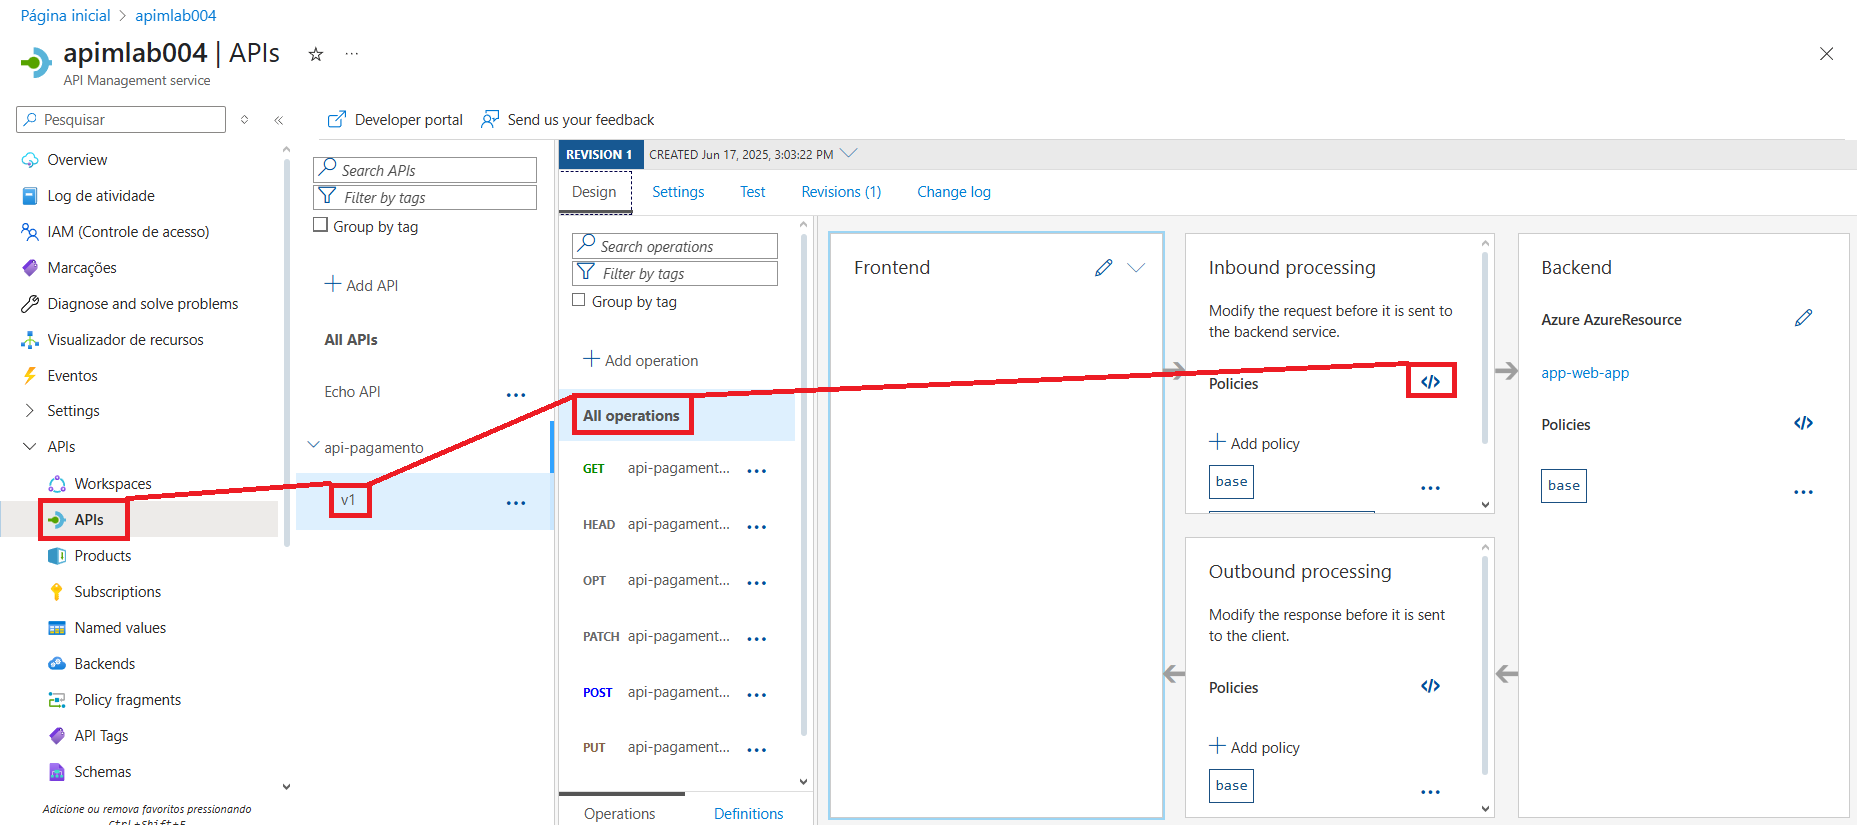 Página inicial > apimlab004
apimlab004 | APIs
API Management service
Pesquisar
Overview
Log de atividade
IAM (Controle de acesso)
Marcações
Diagnose and solve problems
Visualizador de recursos
Eventos
Settings
APIs
Workspaces
APIs
Products
Subscriptions
Named values
Backends
Policy fragments
API Tags
Schemas
Adicione ou remova favoritos pressionando
Ctrl+Shift+F
Developer portal
Send us your feedback
Search APIs
Filter by tags
Group by tag
Add API
All APIs
Echo API
api-pagamento
v1
REVISION 1 CREATED Jun 17, 2025, 3:03:22 PM
Design Settings Test Revisions (1) Change log
Search operations
Filter by tags
Group by tag
Add operation
All operations
GET api-pagament...
HEAD api-pagament...
OPT api-pagament...
PATCH api-pagament...
POST api-pagament...
PUT api-pagament...
Operations Definitions
Frontend
Inbound processing
Modify the request before it is sent to
the backend service.
Policies </>
Add policy
base
Outbound processing
Modify the response before it is sent
to the client.
Policies </>
Add policy
base
Backend
Azure AzureResource
app-web-app
Policies </>
base